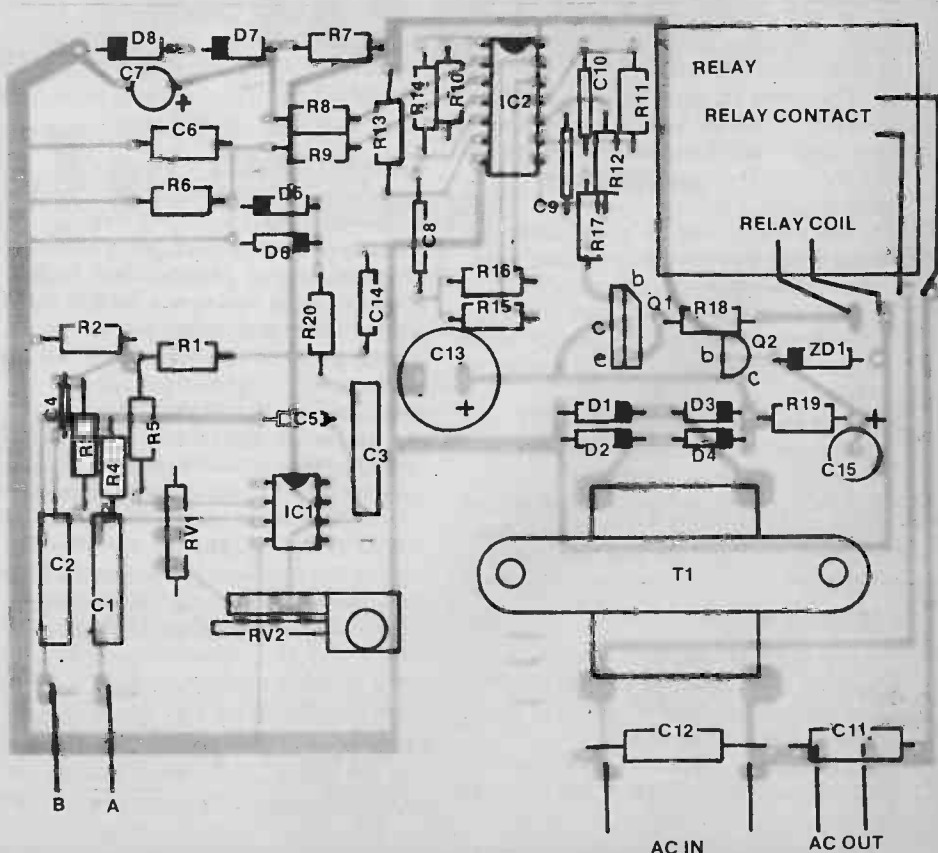 D8
D7
R7
C7
+
R14
R10
IC2
C10
R11
RELAY
RELAY CONTACT
R8
R9
R13
C6
R12
R6
D5
C9
R17
RELAY COIL
D6
C8
R16
R15
b
Q1
R18
R20
C14
C
e
Q2
b
C
ZD1
R2
R1
C13
+
C4
R
R4
R5
C5
C3
D1
D3
D2
D4
R19
+
C15
IC1
RV1
C2
C1
T1
RV2
C12
C11
B
A
AC IN
AC OUT